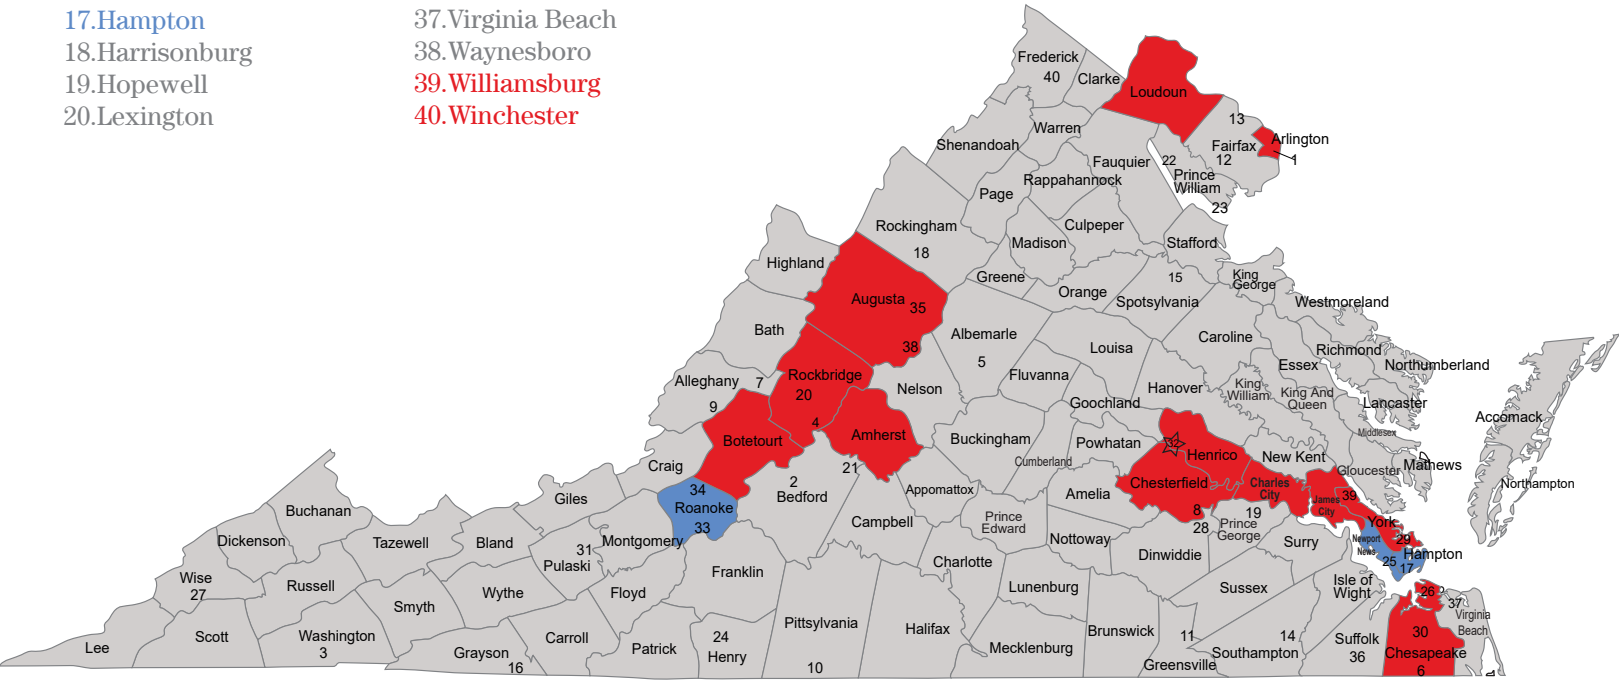 17.Hampton
18.Harrisonburg
19.Hopewell
20.Lexington
37.Virginia Beach
38.Waynesboro
39.Williamsburg
40.Winchester
Frederick
40
Clarke
Loudoun
13
Arlington
1
Fairfax
12
Warren
Shenandoah
Fauquier
22
Prince
William
23
Rappahannock
Page
Culpeper
Rockingham
18
Madison
Stafford
Highland
Greene
15
King
George
Orange
Spotsylvania
Westmoreland
Augusta
35
38
Bath
Albemarle
5
Louisa
Caroline
Richmond
Essex
Northumberland
Alleghany
7
9
Rockbridge
20
4
Nelson
Fluvanna
Hanover
King
William
King And
Queen
Lancaster
Goochland
Accomack
Botetourt
Amherst
Buckingham
Powhatan
32
Henrico
Middlesex
New Kent
Cumberland
Gloucester
Mathews
Craig
21
2
Bedford
Appomattox
Amelia
Chesterfield
Charles
City
Northampton
Giles
34
Roanoke
33
James
City
39
Buchanan
Campbell
Prince
Edward
8
28
19
Prince
George
York
29
Dickenson
Tazewell
Bland
Montgomery
Nottoway
Dinwiddie
Surry
Newport
News
Hampton
25
17
31
Pulaski
Franklin
Charlotte
Wise
27
Russell
Wythe
Floyd
Lunenburg
Sussex
Isle of
Wight
26
2
37
Virginia
Beach
Smyth
Pittsylvania
Halifax
Brunswick
11
14
30
Lee
Scott
Washington
3
Grayson
16
Carroll
Patrick
24
Henry
10
Mecklenburg
Greensville
Southampton
Suffolk
36
Chesapeake
6